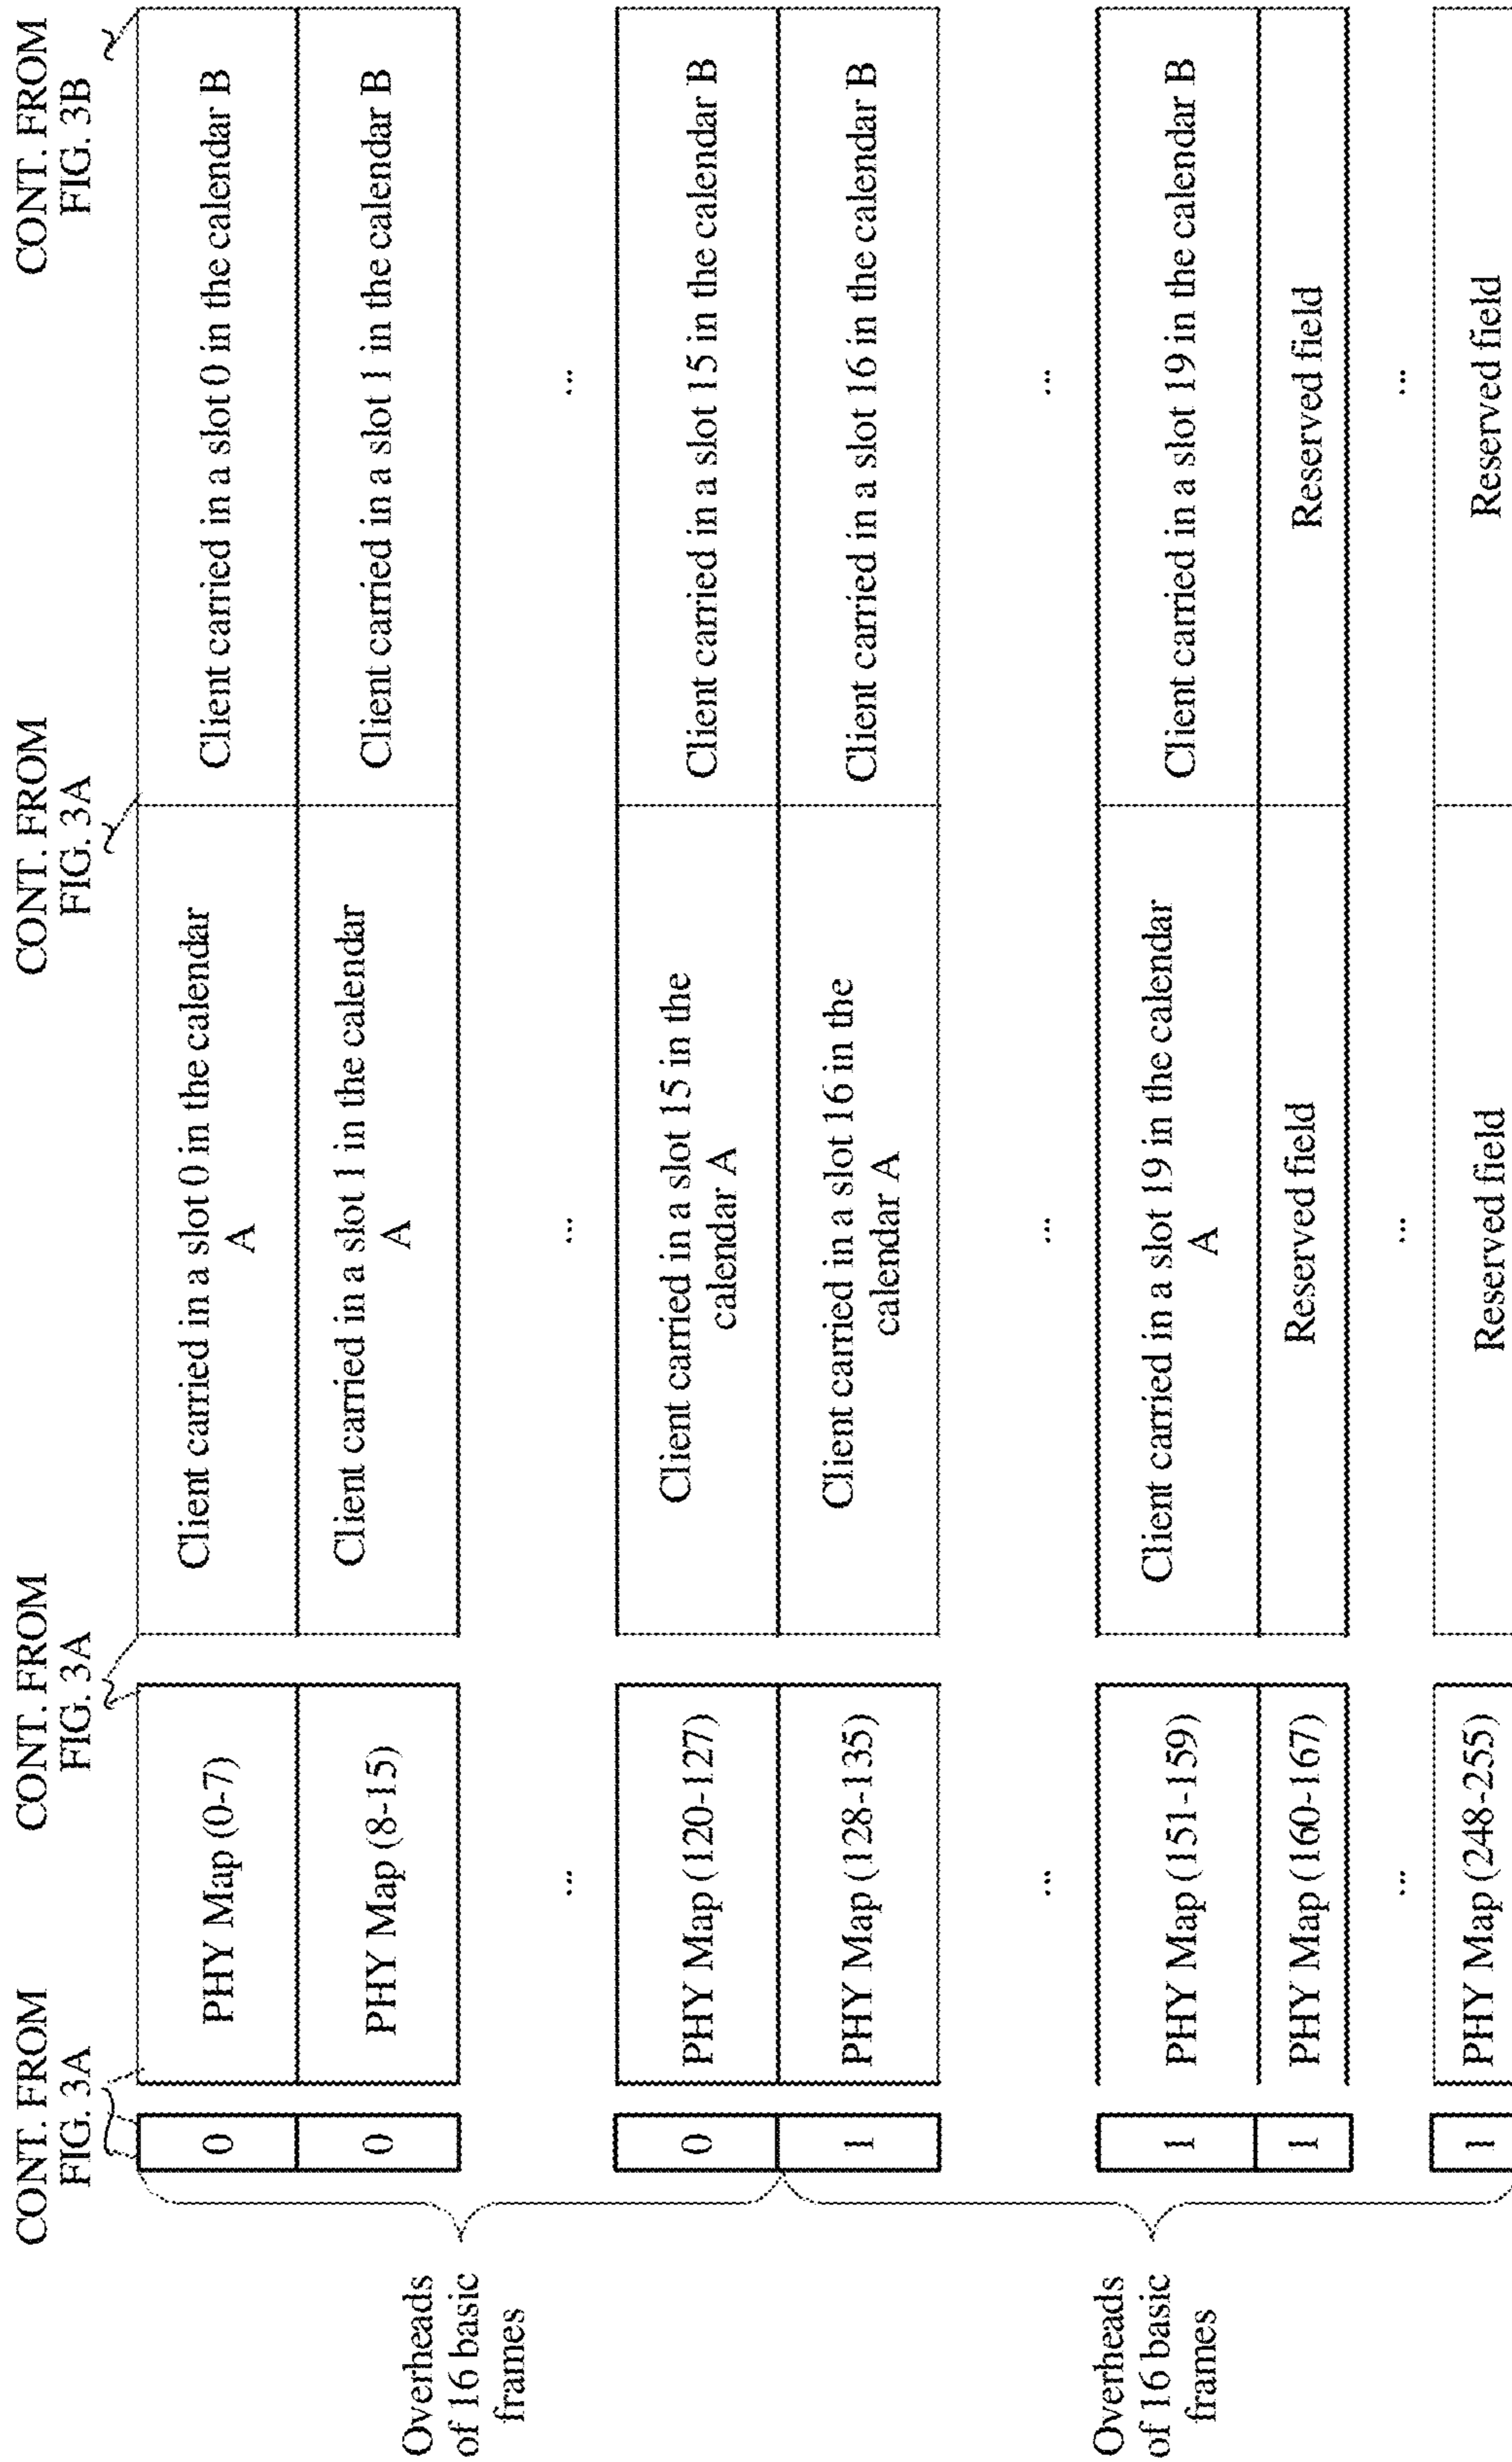 CONT. FROM
FIG. 3A
CONT. FROM
FIG. 3A
CONT. FROM
FIG. 3A
CONT. FROM
FIG. 3B
Overheads
of 16 basic
frames
0
PHY Map (0-7)
Client carried in a slot 0 in the calendar
A
Client carried in a slot 0 in the calendar B
0
PHY Map (8-15)
Client carried in a slot 1 in the calendar
A
Client carried in a slot 1 in the calendar B
...
...
...
0
PHY Map (120-127)
Client carried in a slot 15 in the
calendar A
Client carried in a slot 15 in the calendar B
Overheads
of 16 basic
frames
1
PHY Map (128-135)
Client carried in a slot 16 in the
calendar A
Client carried in a slot 16 in the calendar B
...
...
...
1
PHY Map (151-159)
Client carried in a slot 19 in the calendar
A
Client carried in a slot 19 in the calendar B
1
PHY Map (160-167)
Reserved field
Reserved field
...
...
...
1
PHY Map (248-255)
Reserved field
Reserved field